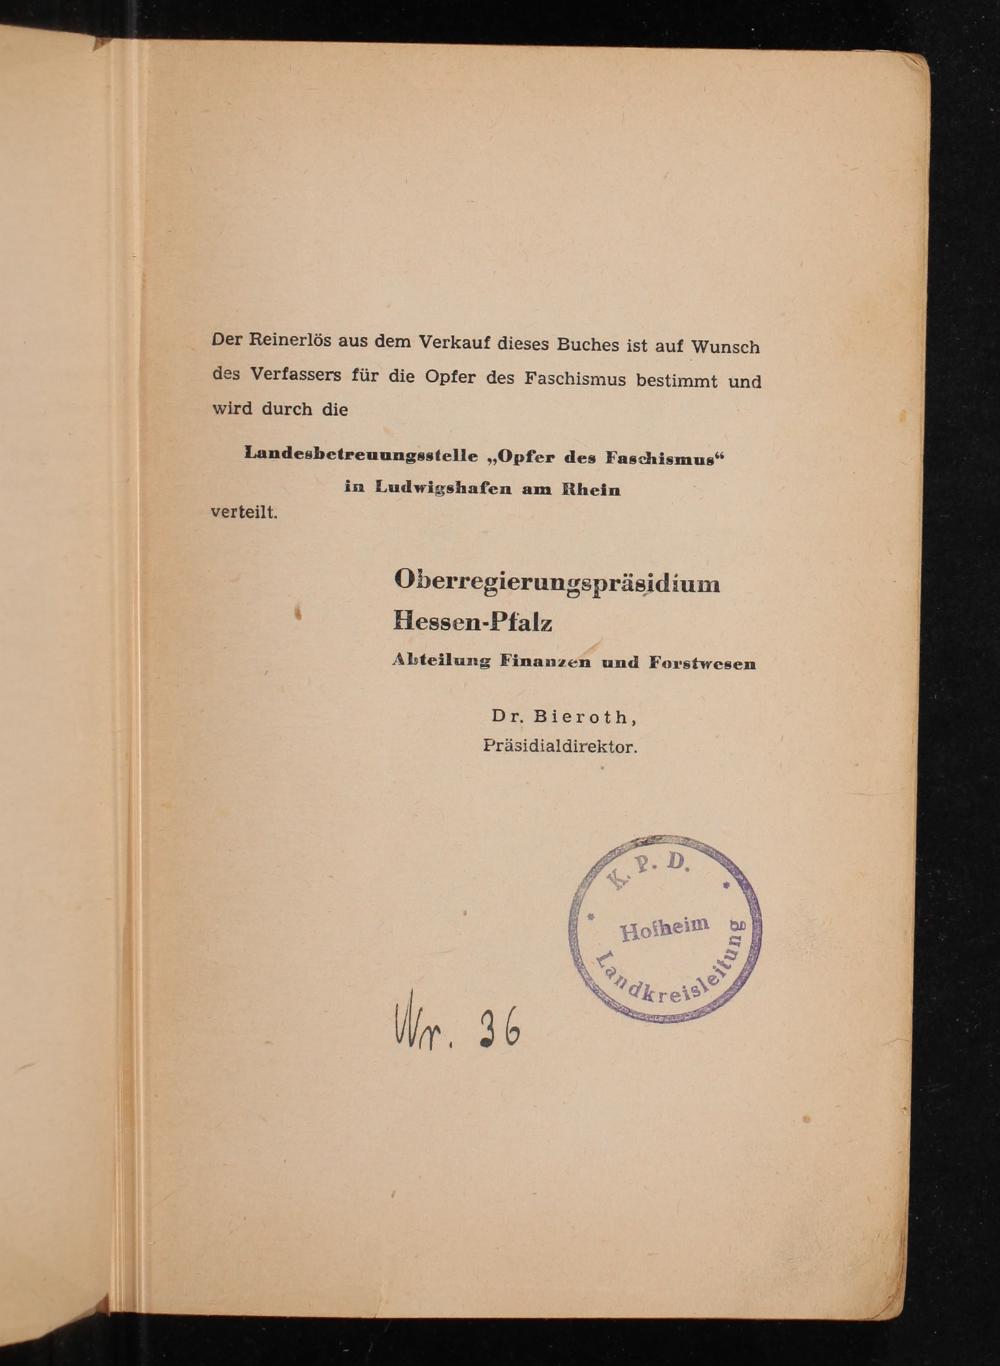 Der Reinerlös aus dem Verkauf dieses Buches ist auf Wunsch
des Verfassers für die Opfer des Faschismus bestimmt und
wird durch die
Landesbetreuungsstelle „Opfer des Faschismus“
in Ludwigshafen am Rhein
verteilt.
Oberregierungspräsidium
Hessen-Pfalz
Abteilung Finanzen und Forstwesen
Dr. Bieroth,
Präsidialdirektor.
K. P. D.
Hofheim
Landkreisleitung
Nr. 36